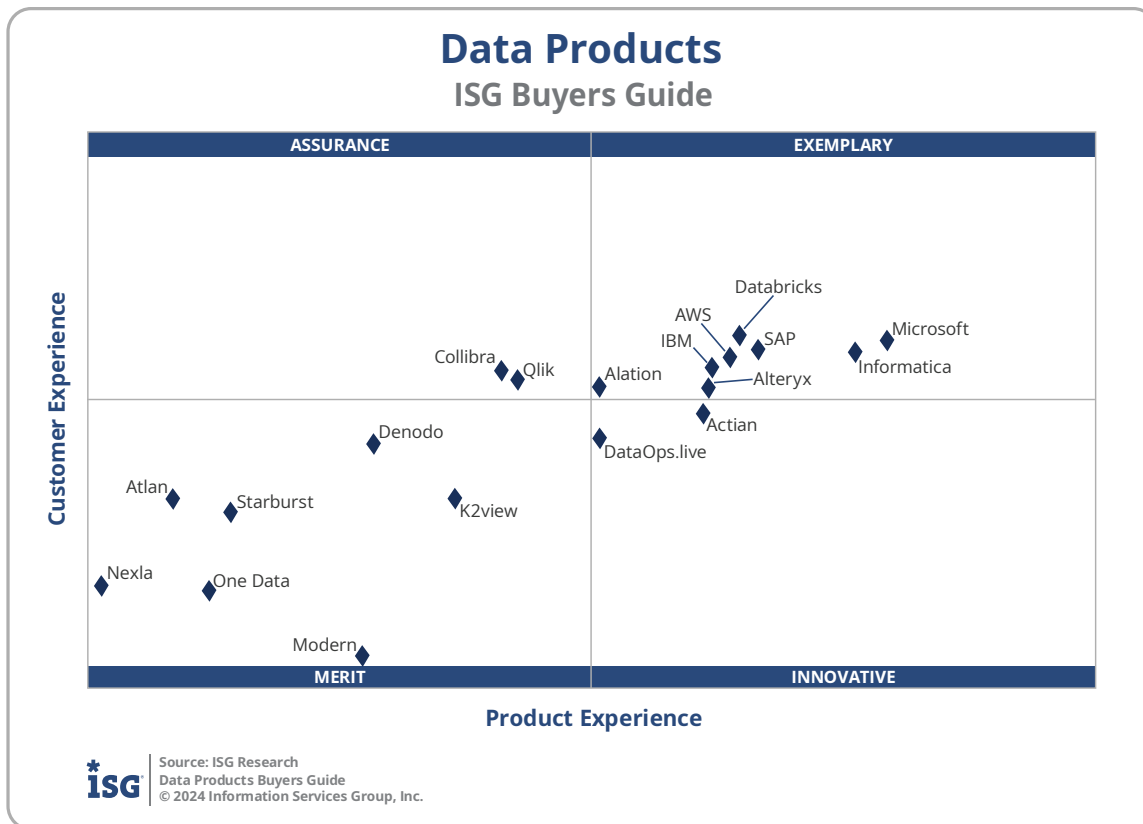 Data Products
ISG Buyers Guide
ASSURANCE
EXEMPLARY
Customer Experience
Databricks
AWS
Microsoft
IBM
SAP
Collibra
Informatica
Qlik
Alation
Alteryx
Actian
Denodo
DataOps.live
Atlan
Starburst
K2view
Nexla
One Data
Modern
MERIT
INNOVATIVE
Product Experience
ISG
Source: ISG Research
Data Products Buyers Guide
© 2024 Information Services Group, Inc.